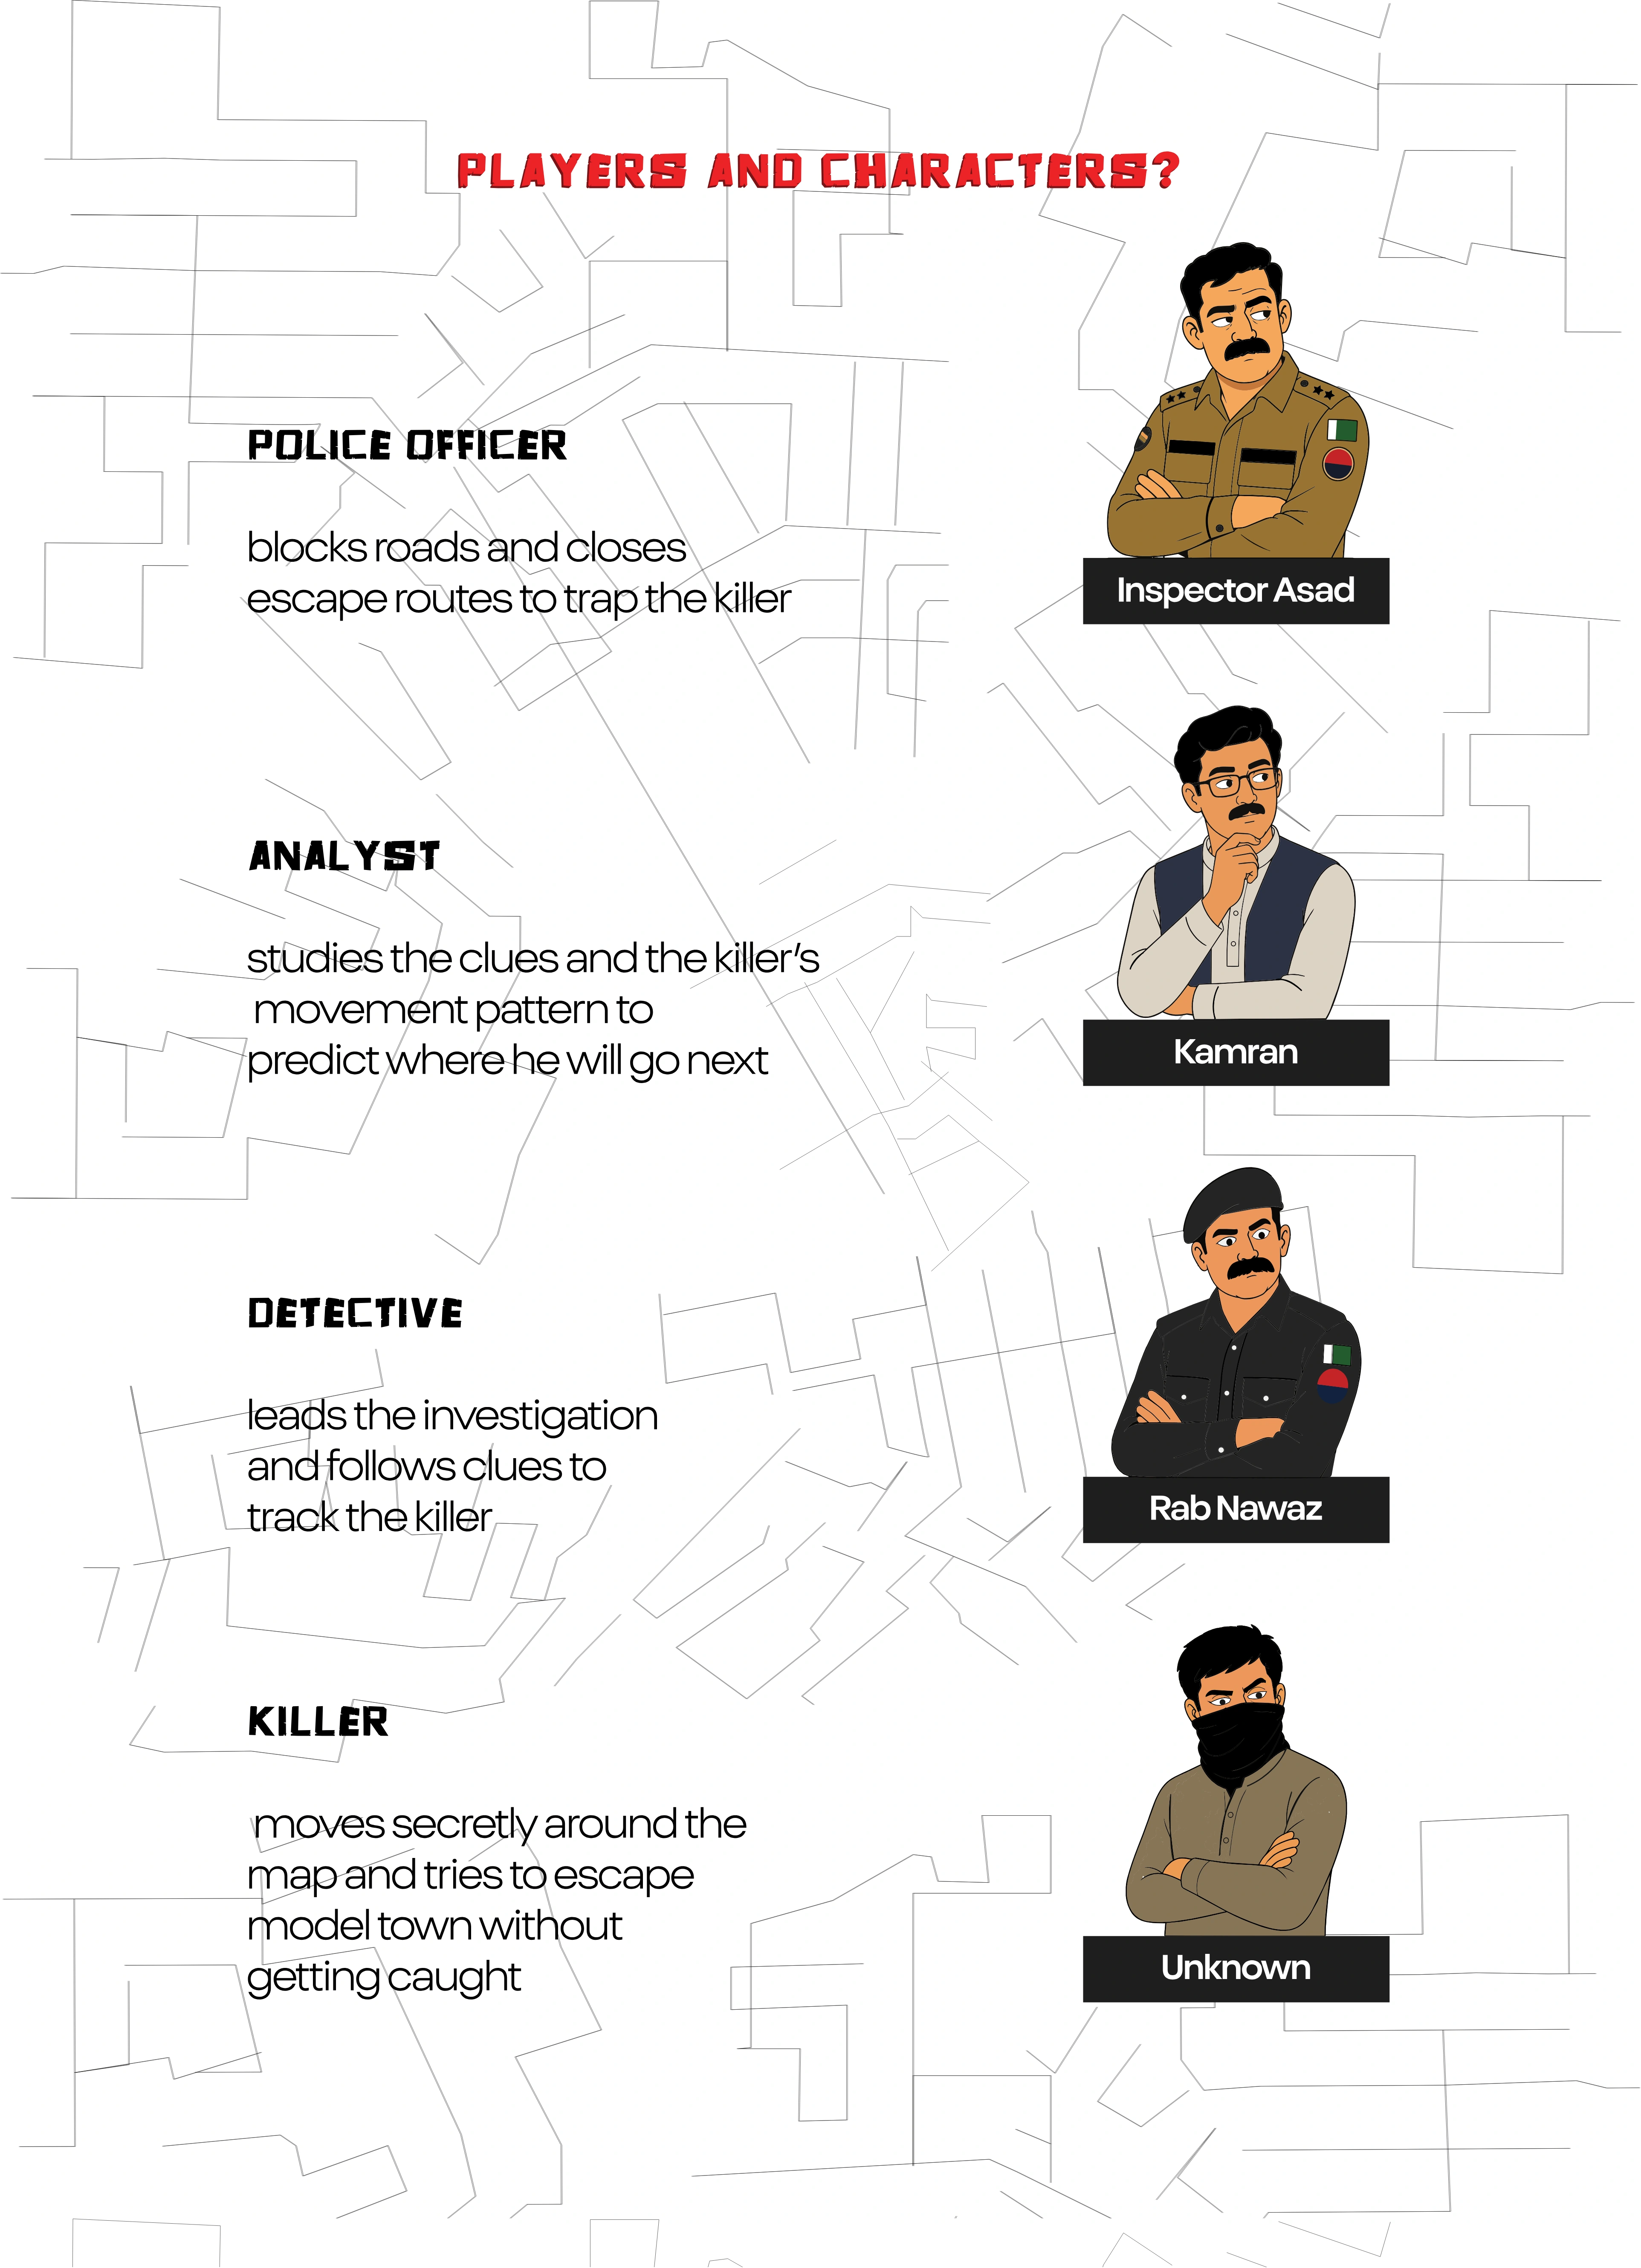 PLAYERS AND CHARACTERS?
POLICE OFFICER
blocks roads and closes
escape routes to trap the killer
Inspector Asad
ANALYST
studies the clues and the killer's
movement pattern to
predict where he will go next
Kamran
DETECTIVE
leads the investigation
and follows clues to
track the killer
Rab Nawaz
KILLER
moves secretly around the
map and tries to escape
model town without
getting caught
Unknown